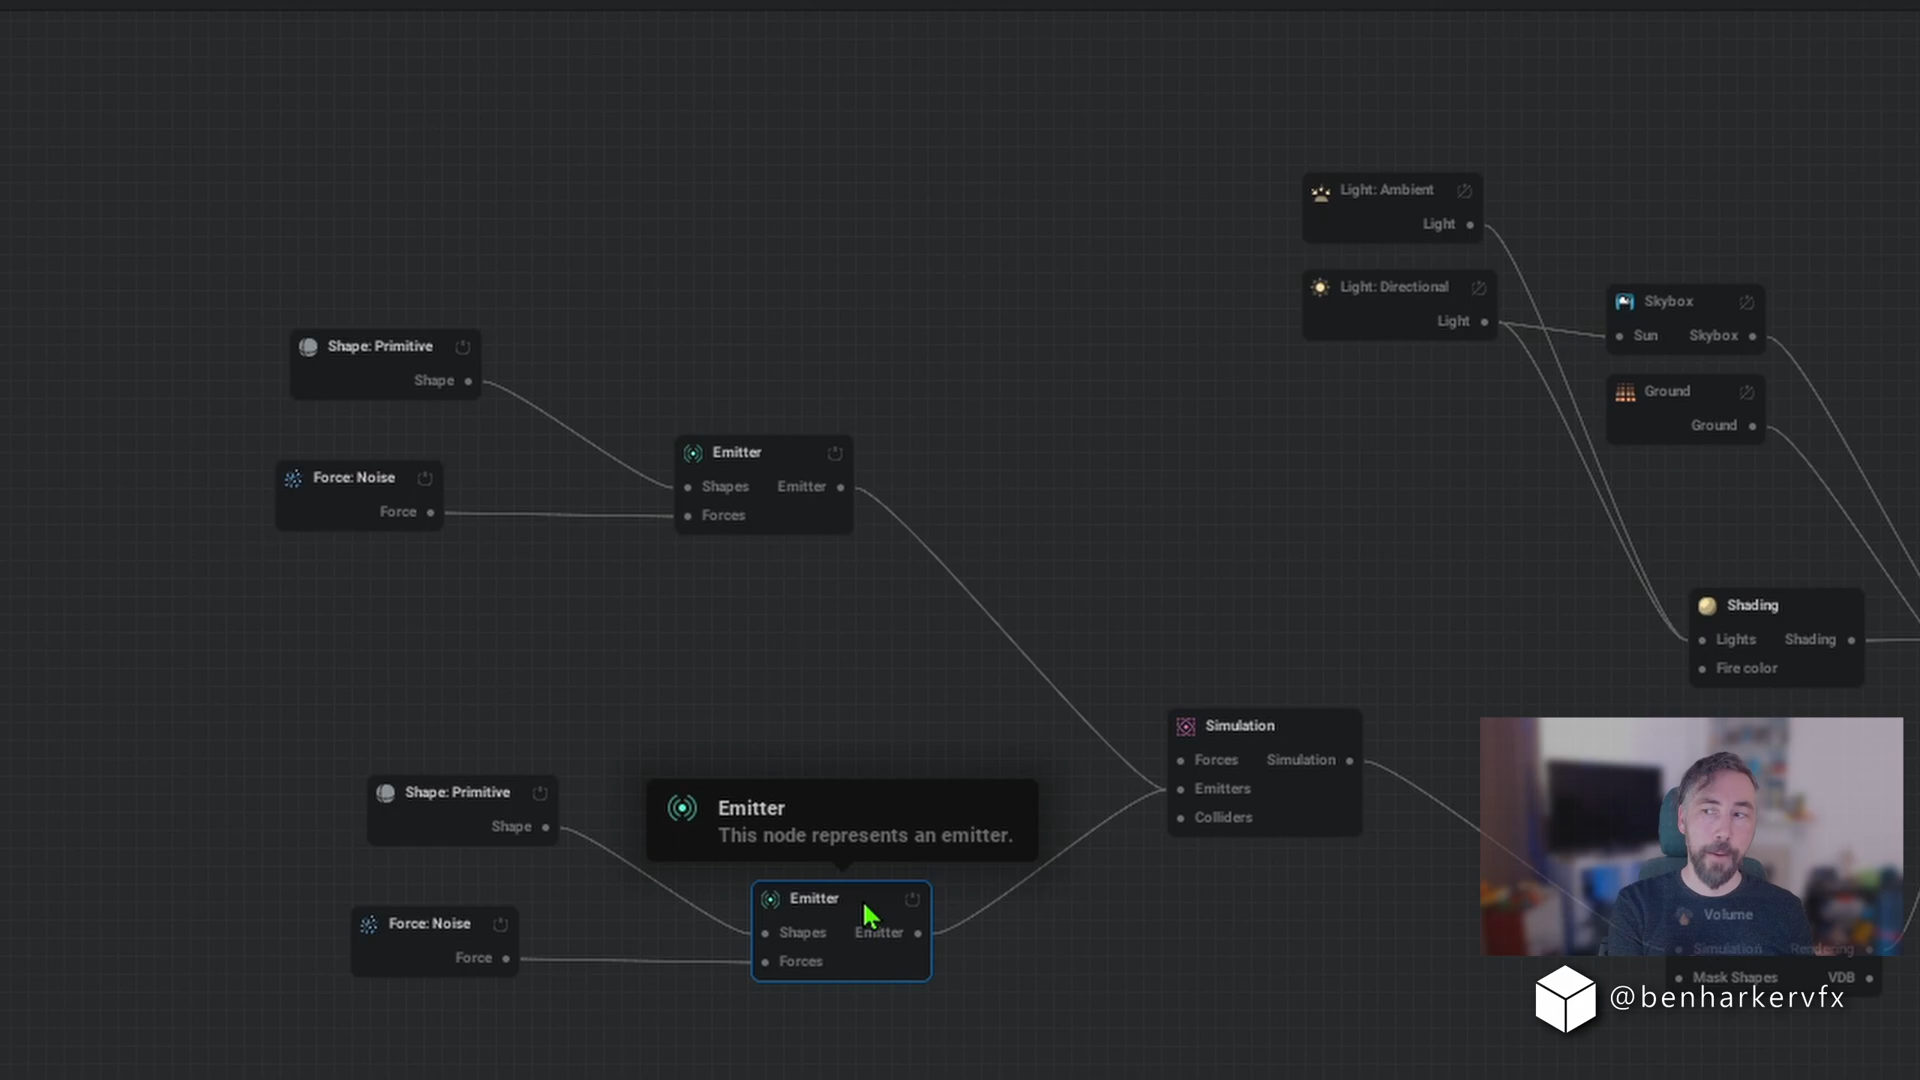 Light: Ambient
Light
Light: Directional
Light
Skybox
Sun Skybox
Ground
Ground
Shape: Primitive
Shape
Force: Noise
Force
Emitter
Shapes Emitter
Forces
Shading
Lights Shading
Fire color
Simulation
Forces Simulation
Emitters
Colliders
Shape: Primitive
Shape
Force: Noise
Force
Emitter
This node represents an emitter.
Emitter
Shapes Emitter
Forces
Volume
Simulation Rendering
Mask Shapes VDB
@benharkervfx